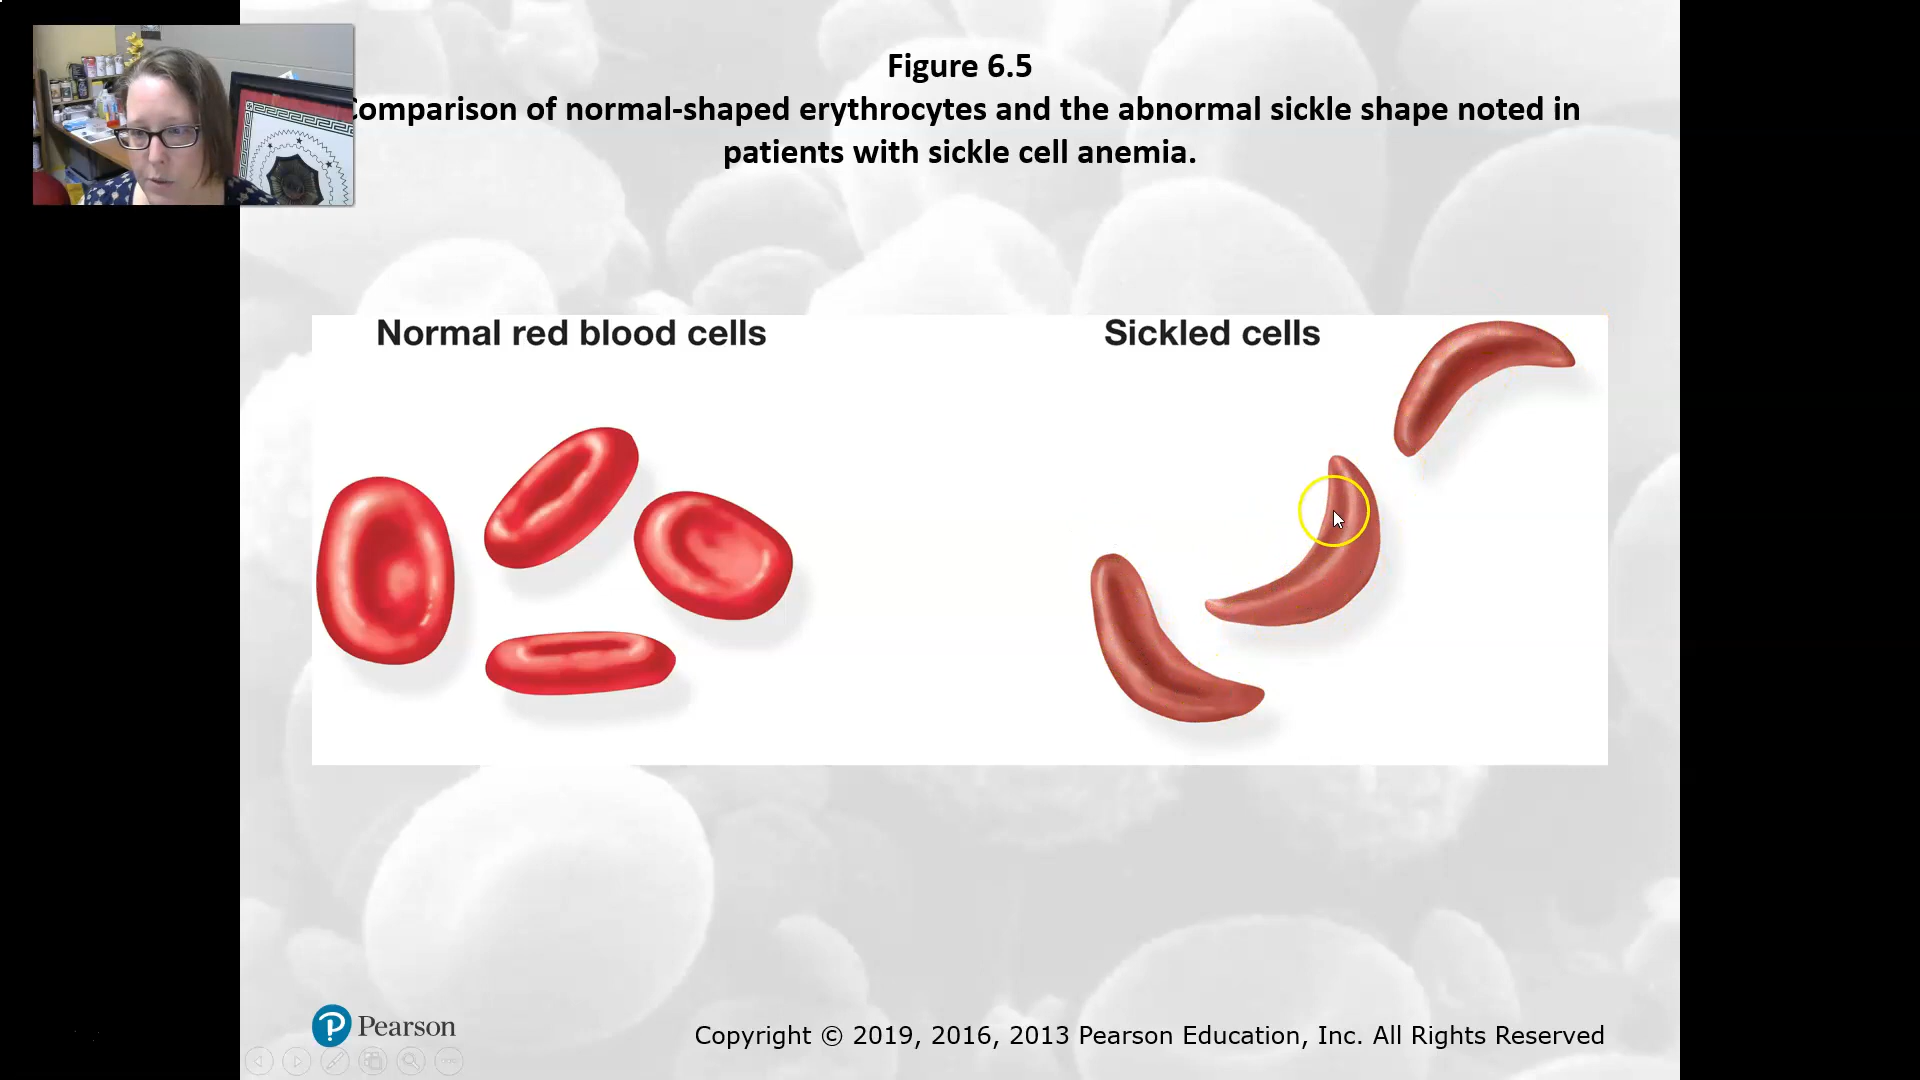 Figure 6.5
omparison of normal-shaped erythrocytes and the abnormal sickle shape noted in
patients with sickle cell anemia.
Normal red blood cells
Sickled cells
Pearson
Copyright © 2019, 2016, 2013 Pearson Education, Inc. All Rights Reserved